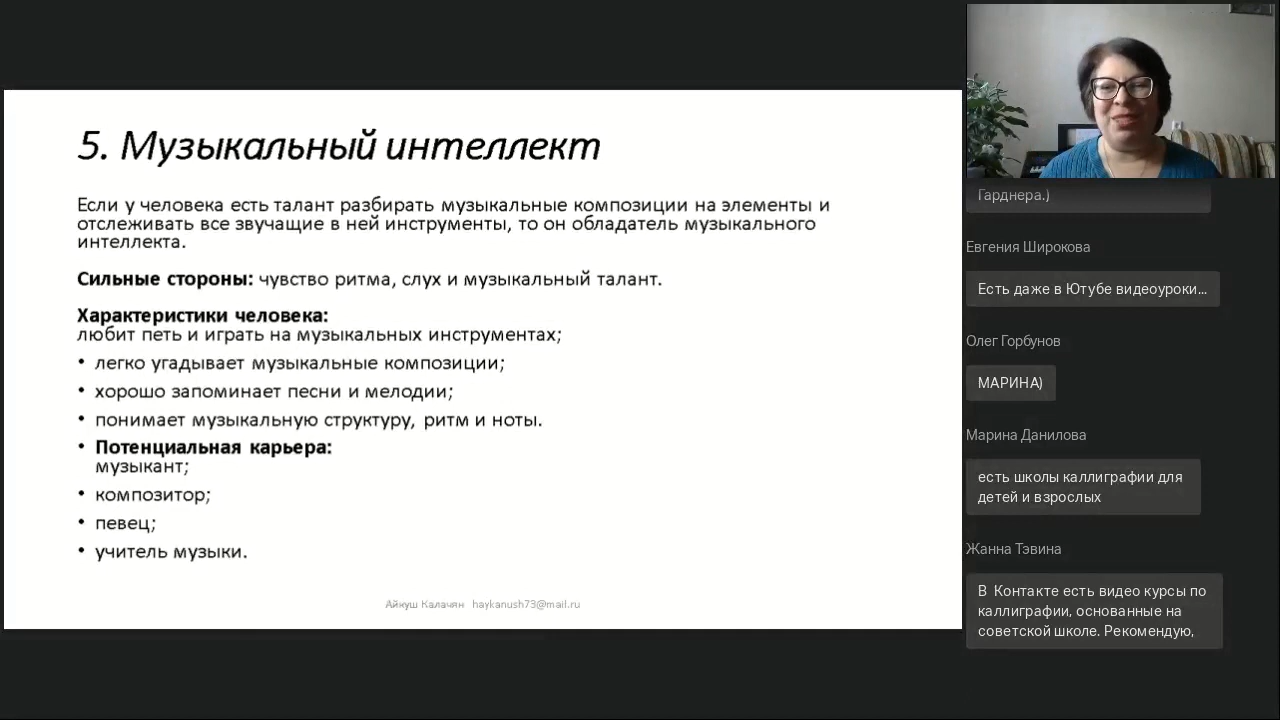 5. Музыкальный интеллект
Если у человека есть талант разбирать музыкальные композиции на элементы и
отслеживать все звучащие в ней инструменты, то он обладатель музыкального
интеллекта.
Сильные стороны: чувство ритма, слух и музыкальный талант.
Характеристики человека:
любит петь и играть на музыкальных инструментах;
• легко угадывает музыкальные композиции;
• хорошо запоминает песни и мелодии;
• понимает музыкальную структуру, ритм и ноты.
• Потенциальная карьера:
музыкант;
• композитор;
• певец;
• учитель музыки.
Айкуш Калачян haykanush73@mail.ru
Гарднера.)
Евгения Широкова
Есть даже в Ютубе видеоуроки...
Олег Горбунов
МАРИНА)
Марина Данилова
есть школы каллиграфии для
детей и взрослых
Жанна Тэвина
В Контакте есть видео курсы по
каллиграфии, основанные на
советской школе. Рекомендую,